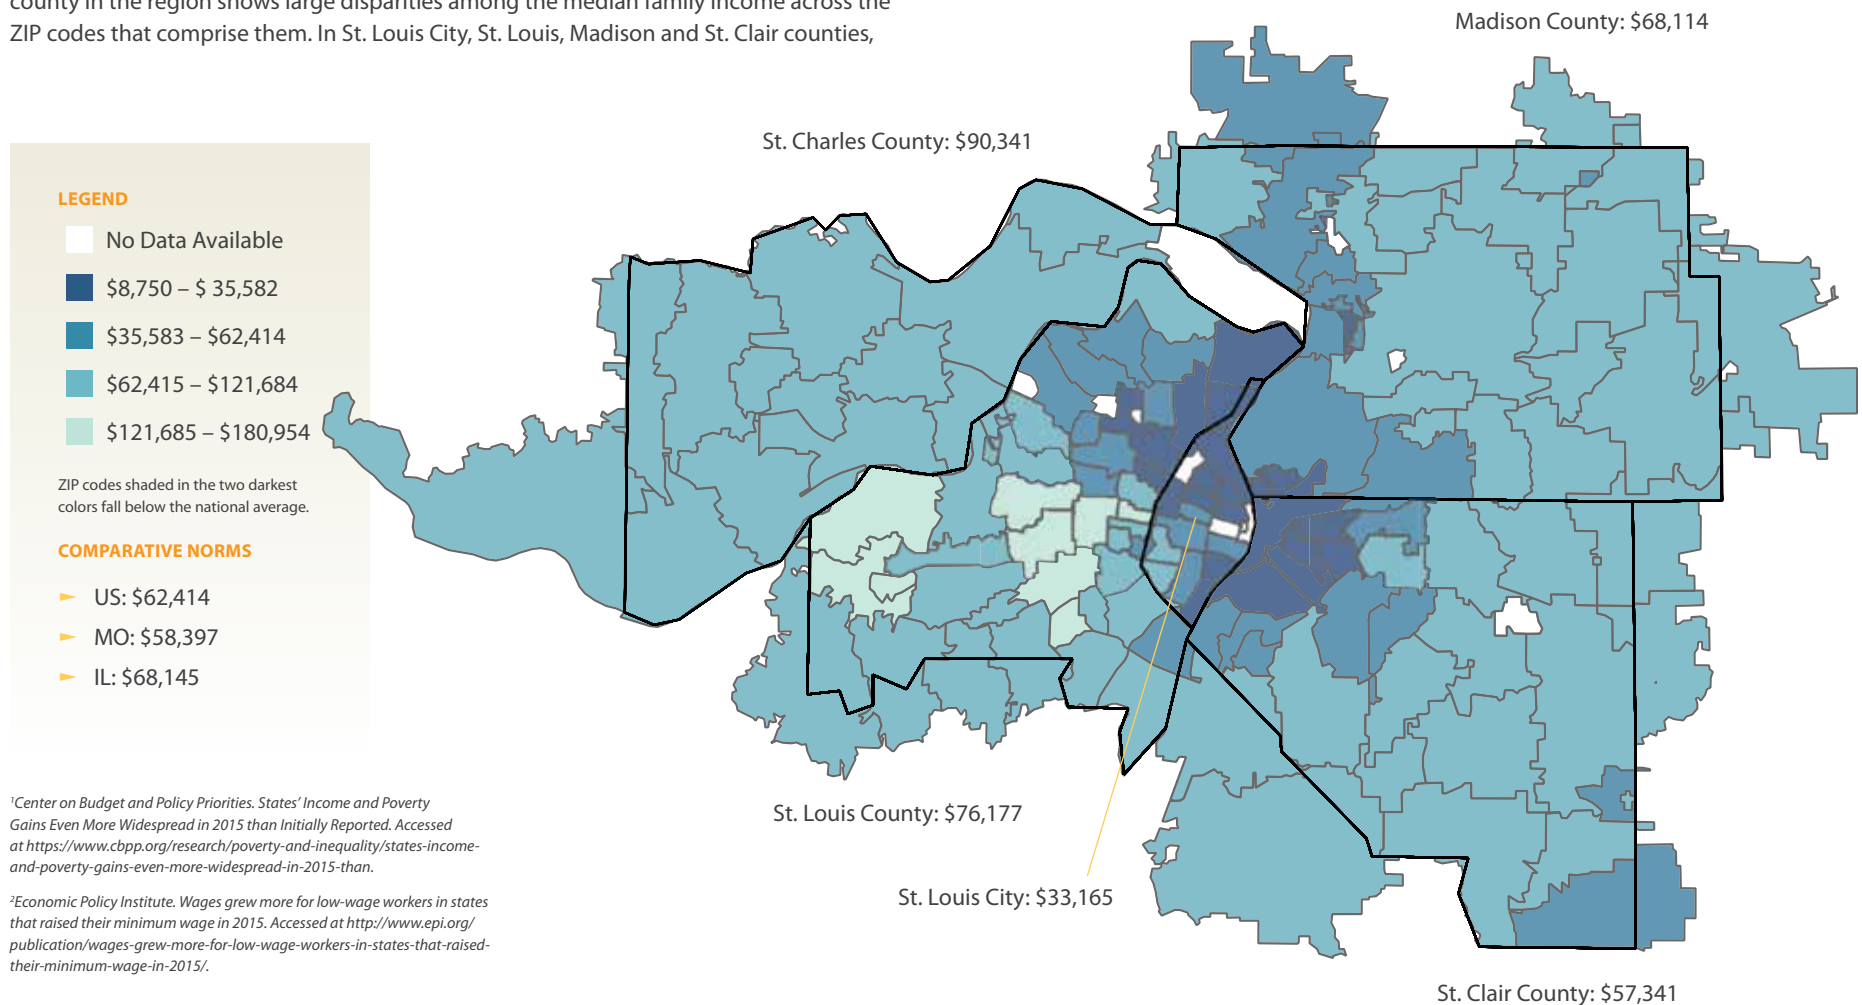 county in the region shows large disparities among the median family income across the
ZIP codes that comprise them. In St. Louis City, St. Louis, Madison and St. Clair counties,
Madison County: $68,114
St. Charles County: $90,341
LEGEND
No Data Available
$8,750 – $ 35,582
$35,583 – $62,414
$62,415 – $121,684
$121,685 – $180,954
ZIP codes shaded in the two darkest
colors fall below the national average.
COMPARATIVE NORMS
► US: $62,414
► MO: $58,397
► IL: $68,145
St. Louis County: $76,177
St. Louis City: $33,165
St. Clair County: $57,341
¹Center on Budget and Policy Priorities. States’ Income and Poverty
Gains Even More Widespread in 2015 than Initially Reported. Accessed
at https://www.cbpp.org/research/poverty-and-inequality/states-income-
and-poverty-gains-even-more-widespread-in-2015-than.
²Economic Policy Institute. Wages grew more for low-wage workers in states
that raised their minimum wage in 2015. Accessed at http://www.epi.org/
publication/wages-grew-more-for-low-wage-workers-in-states-that-raised-
their-minimum-wage-in-2015/.